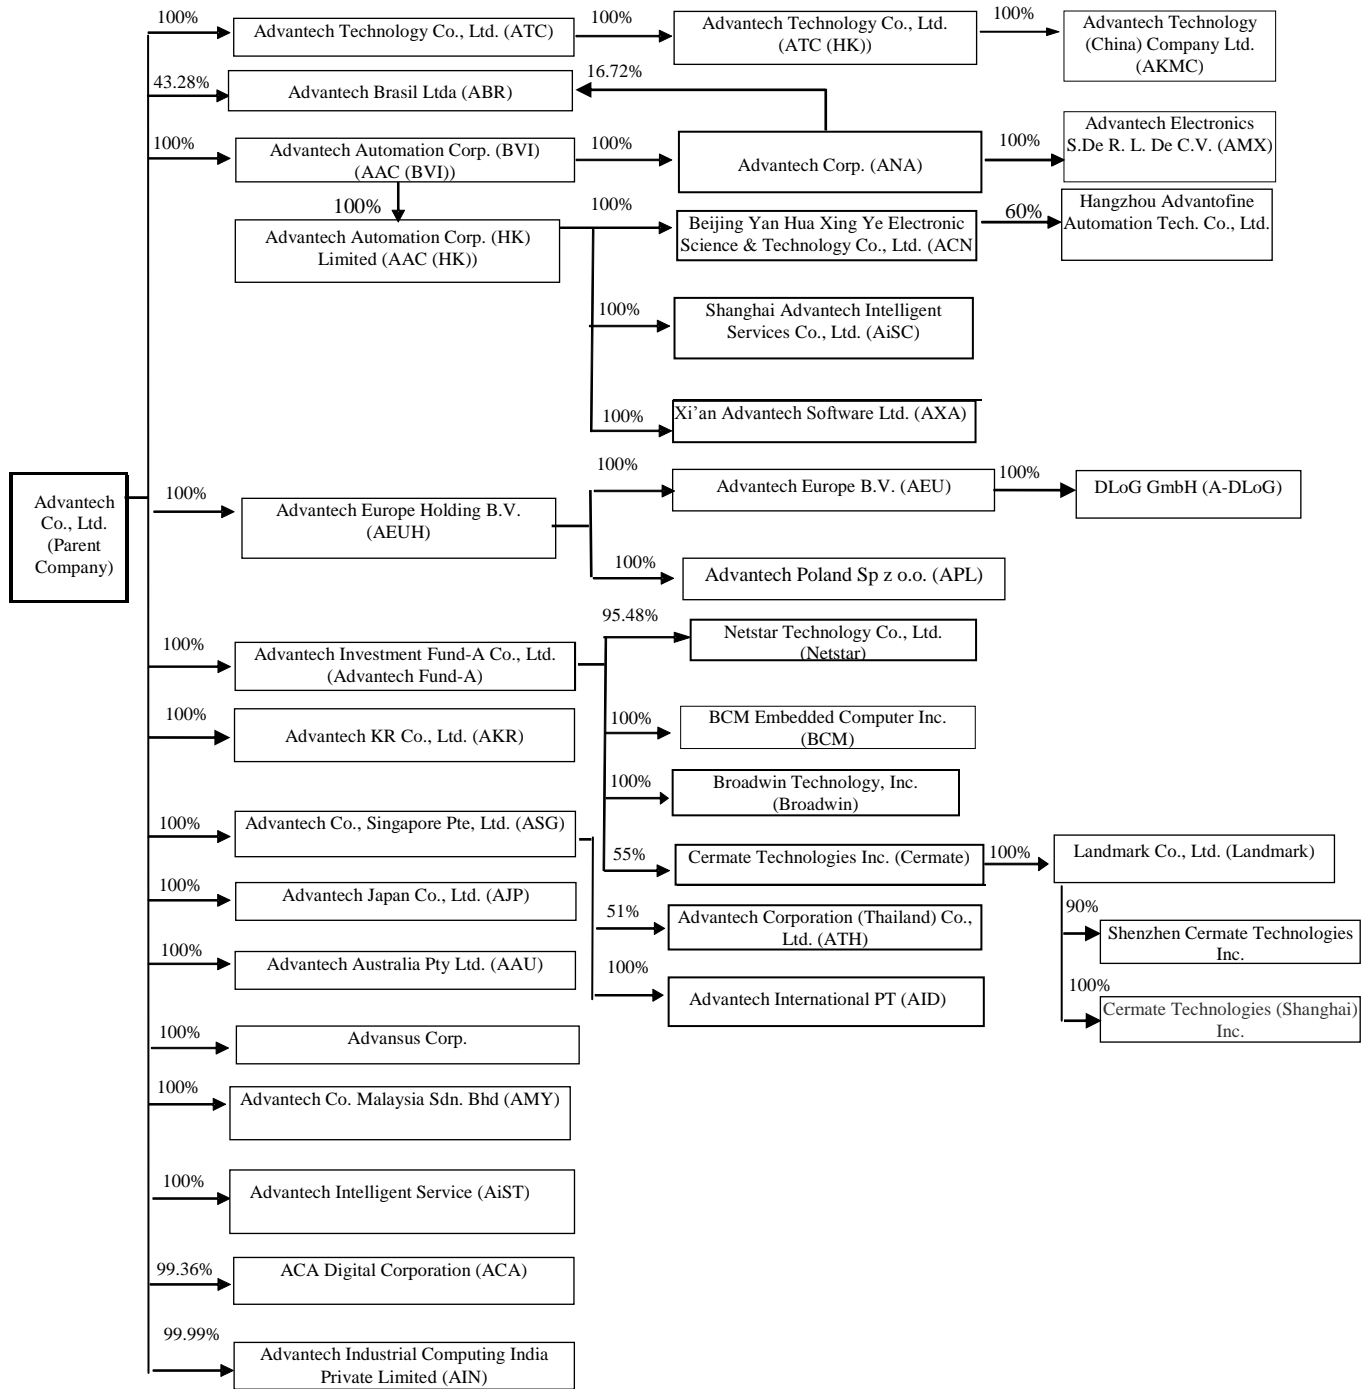 100%
Advantech Technology Co., Ltd. (ATC)
100%
Advantech Technology Co., Ltd.
(ATC (HK))
100%
Advantech Technology
(China) Company Ltd.
(AKMC)
43.28%
Advantech Brasil Ltda (ABR)
16.72%
100%
Advantech Automation Corp. (BVI)
(AAC (BVI))
100%
Advantech Corp. (ANA)
100%
Advantech Electronics
S.De R. L. De C.V. (AMX)
100%
Advantech Automation Corp. (HK)
Limited (AAC (HK))
100%
Beijing Yan Hua Xing Ye Electronic
Science & Technology Co., Ltd. (ACN
60%
Hangzhou Advantofine
Automation Tech. Co., Ltd.
100%
Shanghai Advantech Intelligent
Services Co., Ltd. (AiSC)
100%
Xi’an Advantech Software Ltd. (AXA)
Advantech
Co., Ltd.
(Parent
Company)
100%
Advantech Europe Holding B.V.
(AEUH)
100%
Advantech Europe B.V. (AEU)
100%
DLoG GmbH (A-DLoG)
100%
Advantech Poland Sp z o.o. (APL)
100%
Advantech Investment Fund-A Co., Ltd.
(Advantech Fund-A)
95.48%
Netstar Technology Co., Ltd.
(Netstar)
100%
Advantech KR Co., Ltd. (AKR)
100%
BCM Embedded Computer Inc.
(BCM)
100%
Broadwin Technology, Inc.
(Broadwin)
100%
Advantech Co., Singapore Pte, Ltd. (ASG)
55%
Cermate Technologies Inc. (Cermate)
100%
Landmark Co., Ltd. (Landmark)
100%
Advantech Japan Co., Ltd. (AJP)
51%
Advantech Corporation (Thailand) Co.,
Ltd. (ATH)
90%
Shenzhen Cermate Technologies
Inc.
100%
Advantech Australia Pty Ltd. (AAU)
100%
Advantech International PT (AID)
100%
Cermate Technologies (Shanghai)
Inc.
100%
Advansus Corp.
100%
Advantech Co. Malaysia Sdn. Bhd (AMY)
100%
Advantech Intelligent Service (AiST)
99.36%
ACA Digital Corporation (ACA)
99.99%
Advantech Industrial Computing India
Private Limited (AIN)